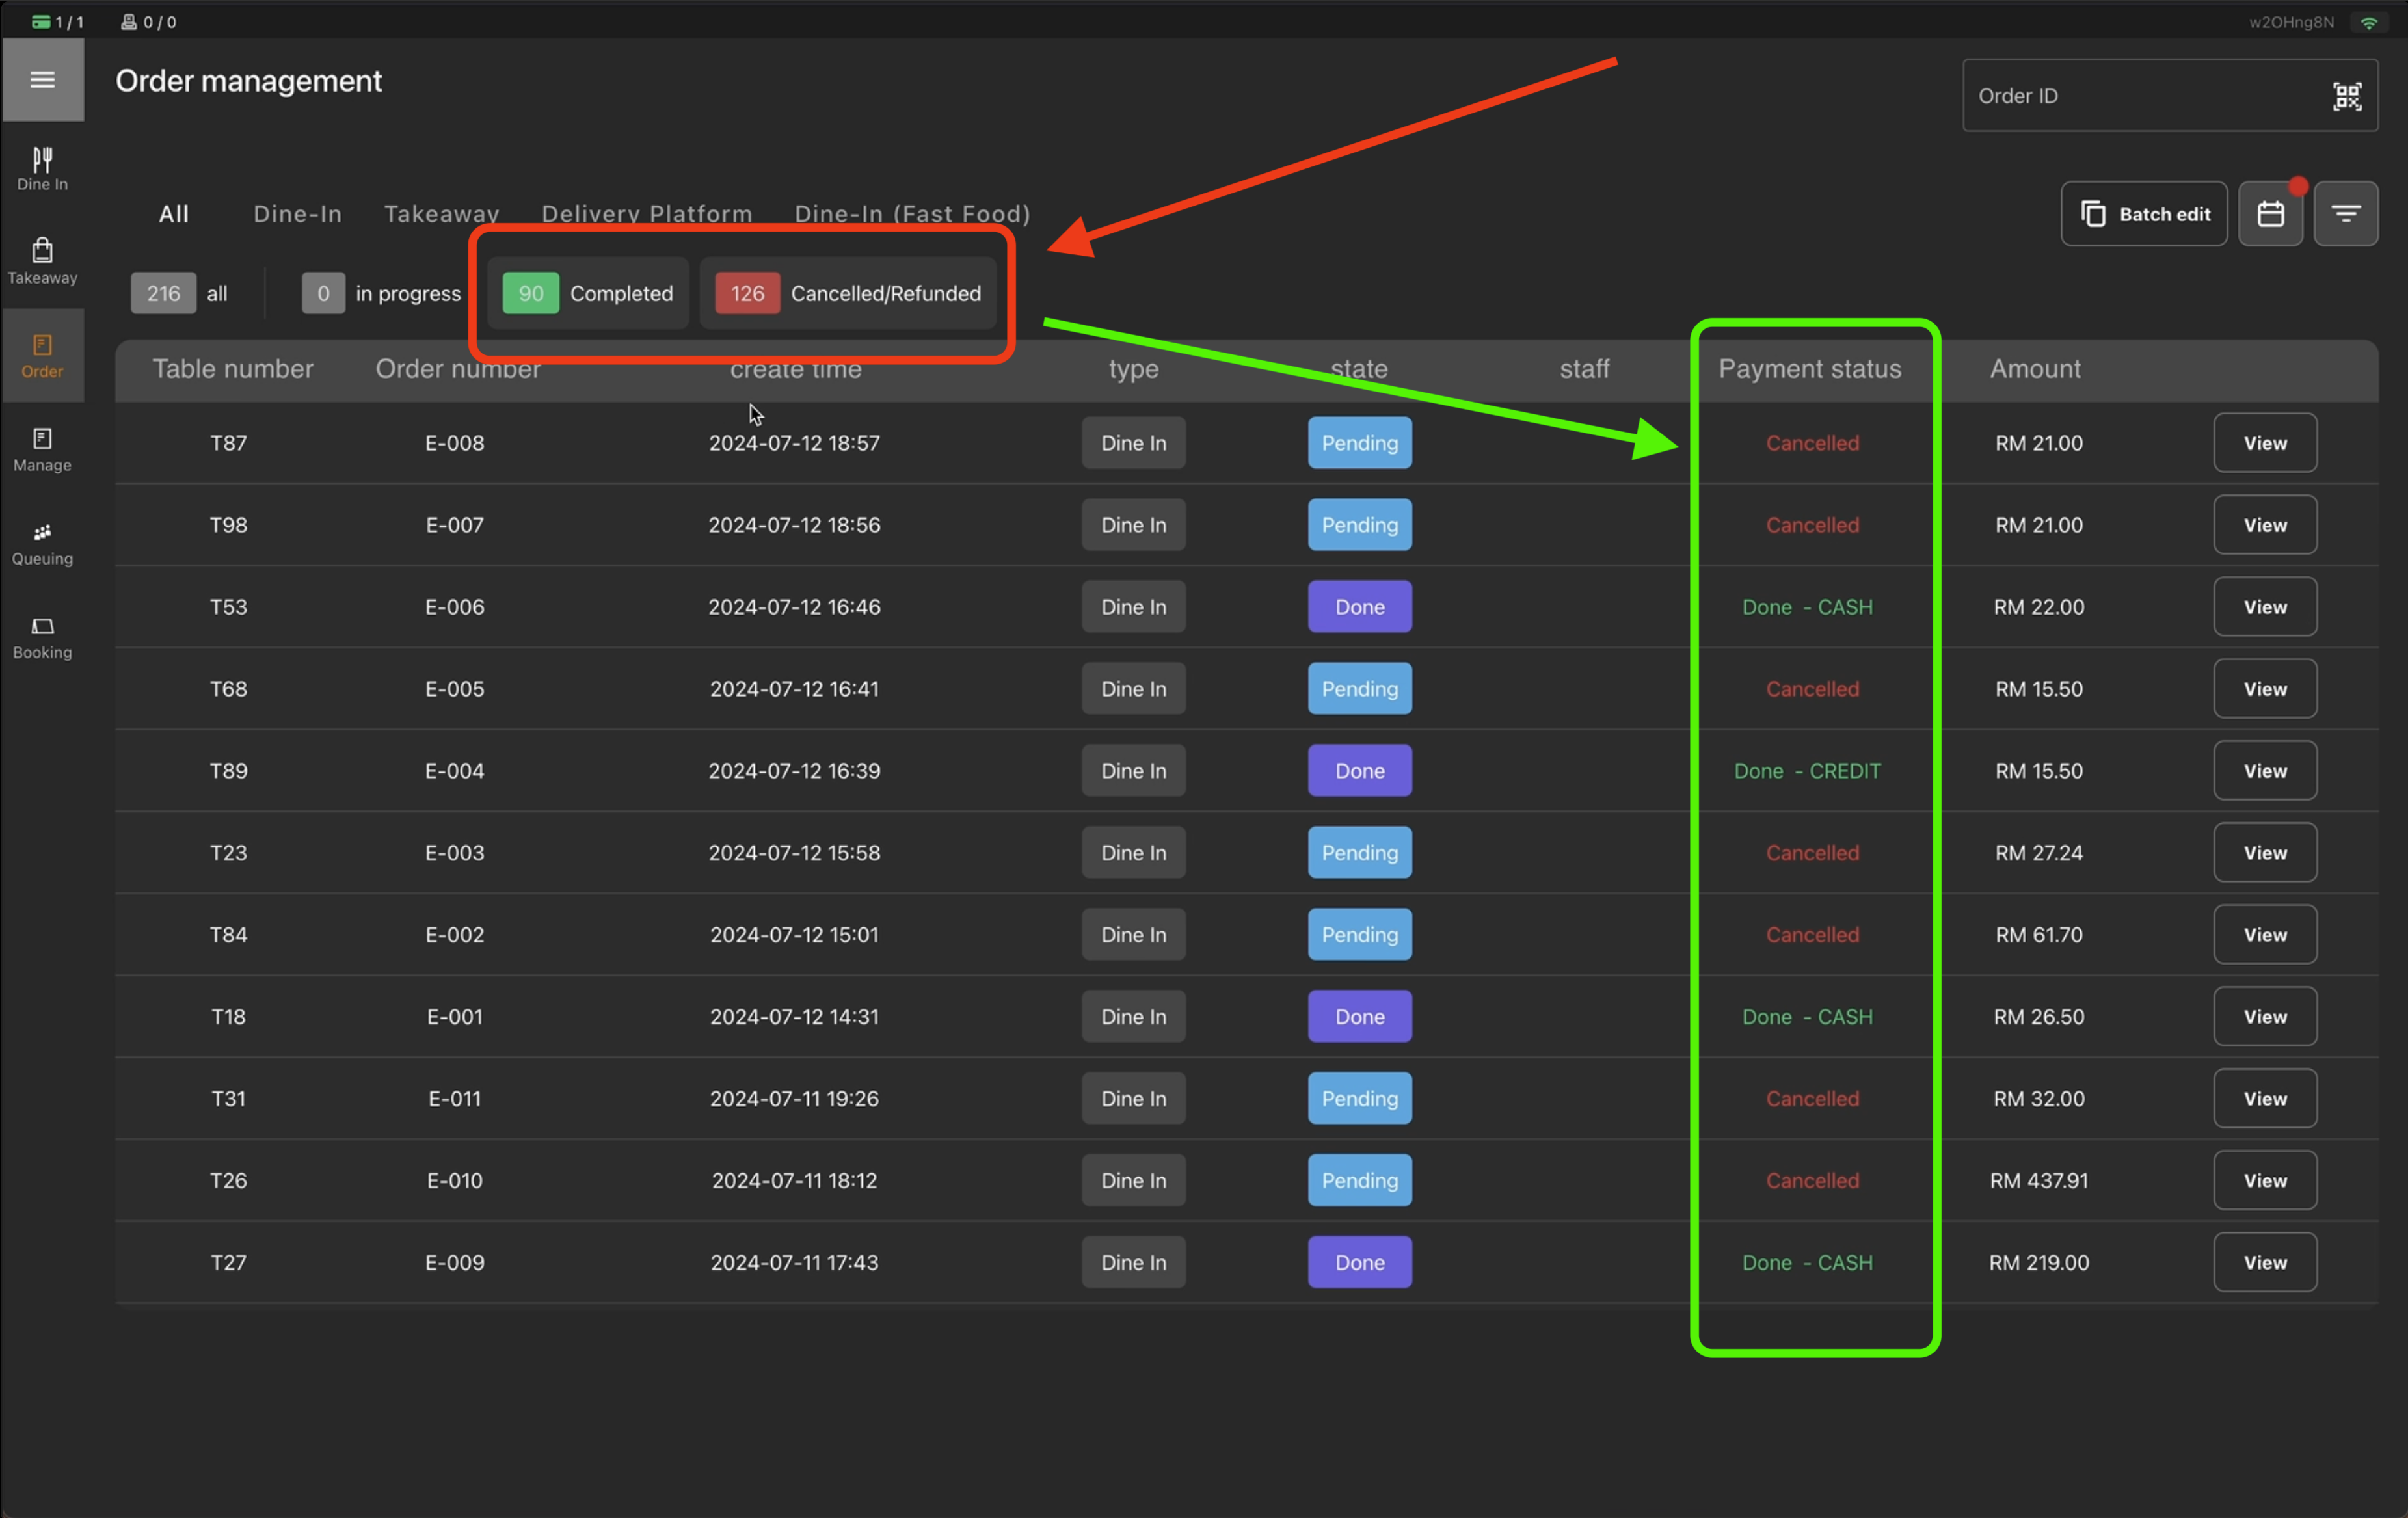 1 / 1 0 / 0 w2OHng8N
Order management
Order ID
Dine In
Takeaway
Order
Manage
Queuing
Booking
All Dine-In Takeaway Delivery Platform Dine-In (Fast Food)
Batch edit
216 all 0 in progress 90 Completed 126 Cancelled/Refunded
Table number Order number create time type state staff Payment status Amount
T87 E-008 2024-07-12 18:57 Dine In Pending Cancelled RM 21.00 View
T98 E-007 2024-07-12 18:56 Dine In Pending Cancelled RM 21.00 View
T53 E-006 2024-07-12 16:46 Dine In Done Done - CASH RM 22.00 View
T68 E-005 2024-07-12 16:41 Dine In Pending Cancelled RM 15.50 View
T89 E-004 2024-07-12 16:39 Dine In Done Done - CREDIT RM 15.50 View
T23 E-003 2024-07-12 15:58 Dine In Pending Cancelled RM 27.24 View
T84 E-002 2024-07-12 15:01 Dine In Pending Cancelled RM 61.70 View
T18 E-001 2024-07-12 14:31 Dine In Done Done - CASH RM 26.50 View
T31 E-011 2024-07-11 19:26 Dine In Pending Cancelled RM 32.00 View
T26 E-010 2024-07-11 18:12 Dine In Pending Cancelled RM 437.91 View
T27 E-009 2024-07-11 17:43 Dine In Done Done - CASH RM 219.00 View